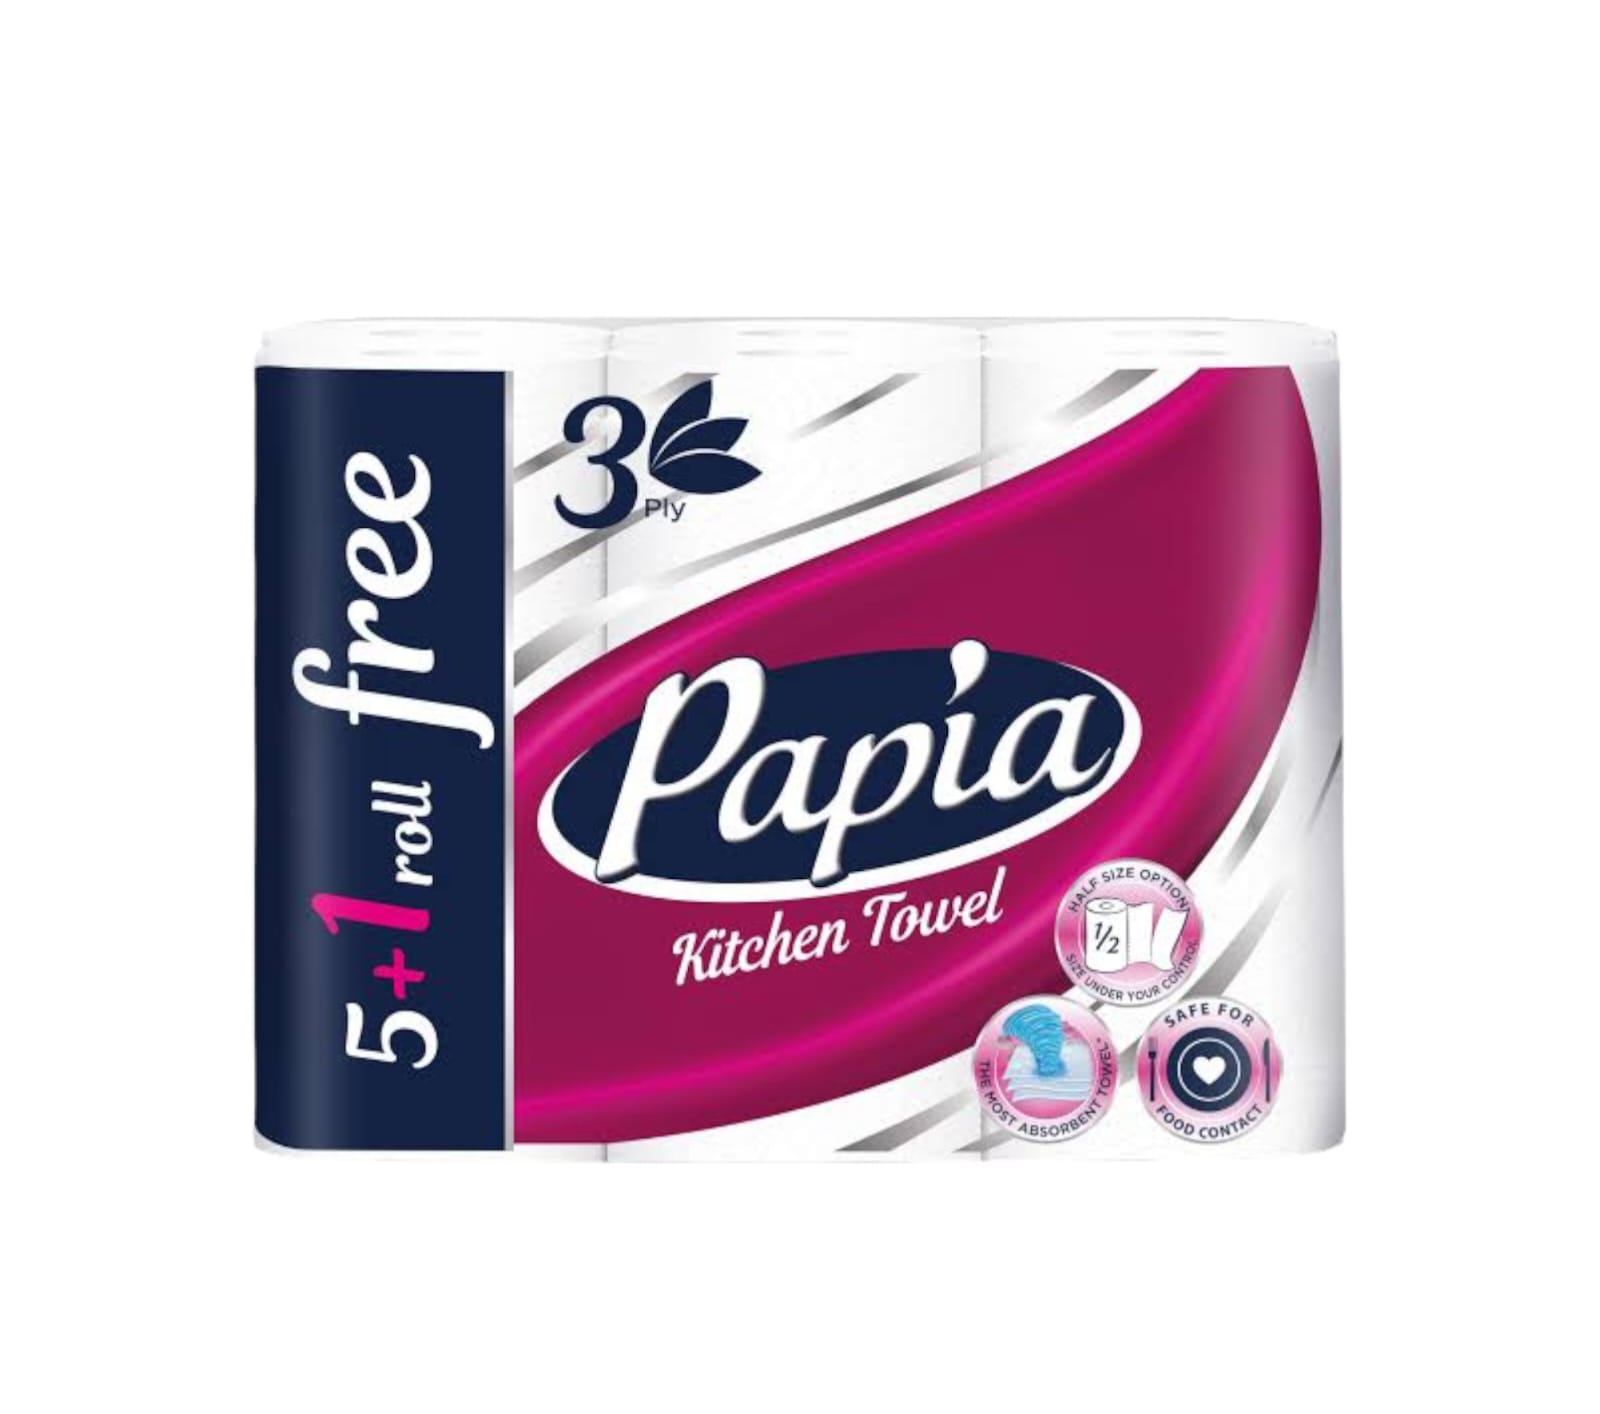 5+1 roll free
3
Ply
Papia
Kitchen Towel
HALF SIZE OPTION
1/2
SIZE UNDER YOUR CONTROL
THE MOST ABSORBENT TOWEL*
SAFE FOR
FOOD CONTACT